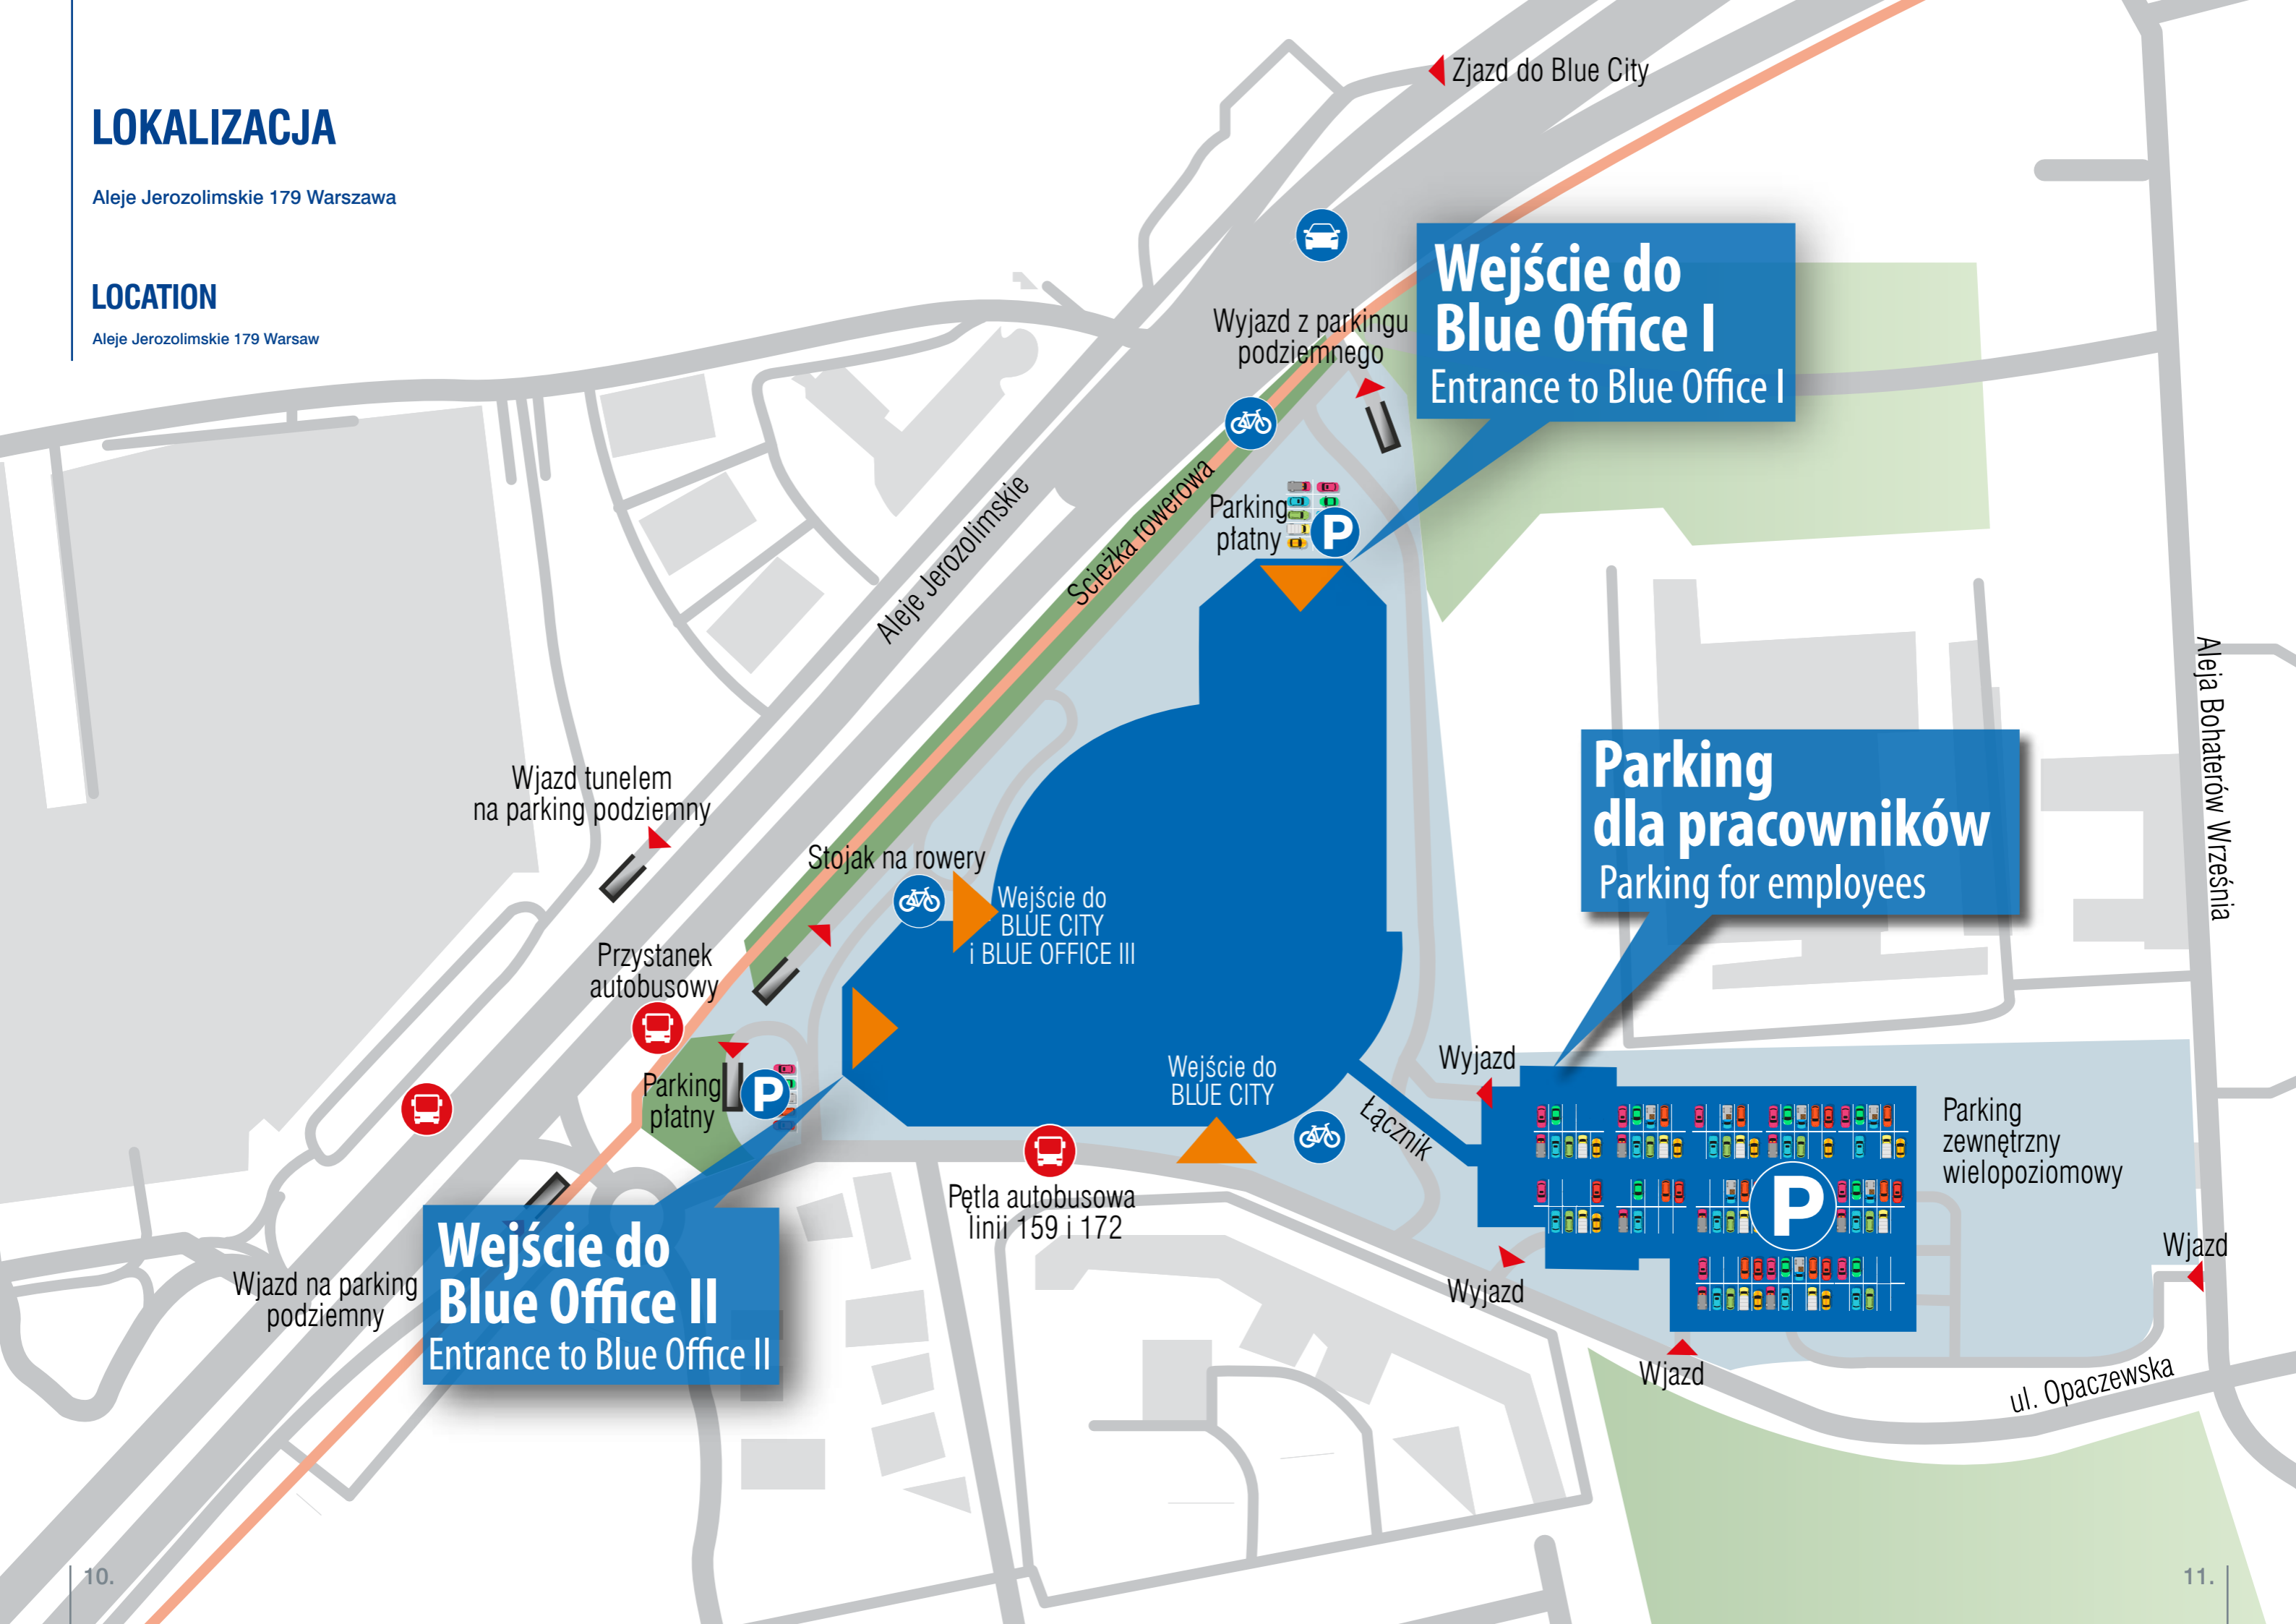 LOKALIZACJA
Aleje Jerozolimskie 179 Warszawa
LOCATION
Aleje Jerozolimskie 179 Warsaw
Zjazd do Blue City
Wejście do
Blue Office I
Entrance to Blue Office I
Wyjazd z parkingu
podziemnego
Parking
płatny
P
Aleje Jerozolimskie
Scieżka rowerowa
Wjazd tunelem
na parking podziemny
Stojak na rowery
Wejście do
BLUE CITY
i BLUE OFFICE III
Parking
dla pracowników
Parking for employees
Aleja Bohaterów Września
Przystanek
autobusowy
Parking
płatny
P
Wejście do
BLUE CITY
Łącznik
Wyjazd
Parking
zewnętrzny
wielopoziomowy
P
Pętla autobusowa
linii 159 i 172
Wejście do
Blue Office II
Entrance to Blue Office II
Wjazd na parking
podziemny
Wyjazd
Wjazd
Wjazd
ul. Opaczewska
10.
11.